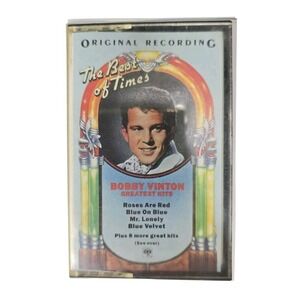 ORIGINAL RECORDING
The Best
of Times
BOBBY VINTON
GREATEST HITS
Roses Are Red
Blue On Blue
Mr. Lonely
Blue Velvet
Plus 8 more great hits
(See over)